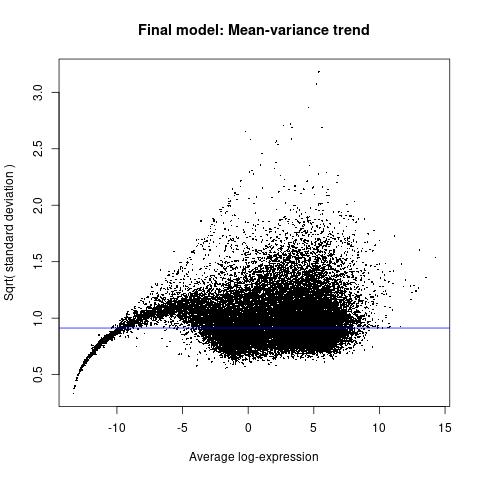 Final model: Mean-variance trend
Sqrt( standard deviation )
3.0
2.5
2.0
1.5
1.0
0.5
-10 -5 0 5 10 15
Average log-expression